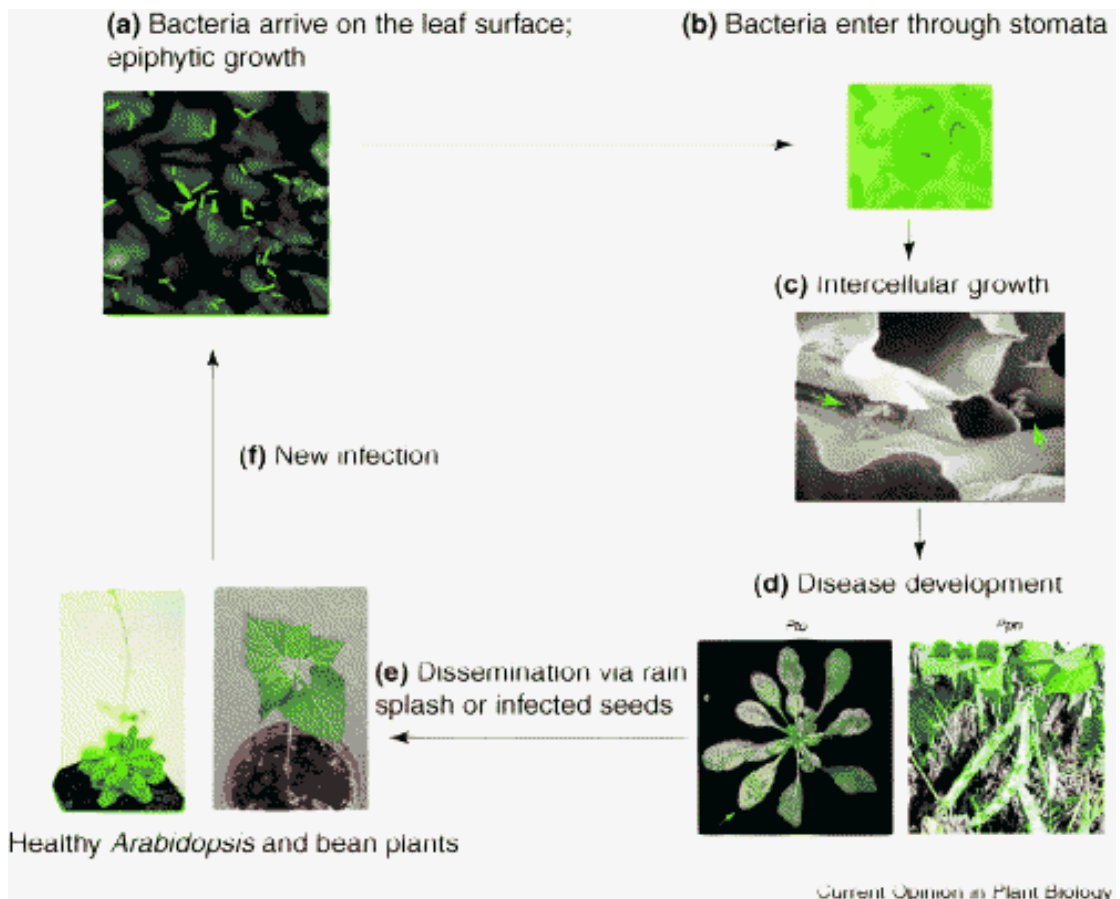 (a) Bacteria arrive on the leaf surface;
epiphytic growth
(b) Bacteria enter through stomata
(c) Intercellular growth
(f) New infection
(d) Disease development
(e) Dissemination via rain
splash or infected seeds
Healthy Arabidopsis and bean plants
Current Opinion in Plant Biology